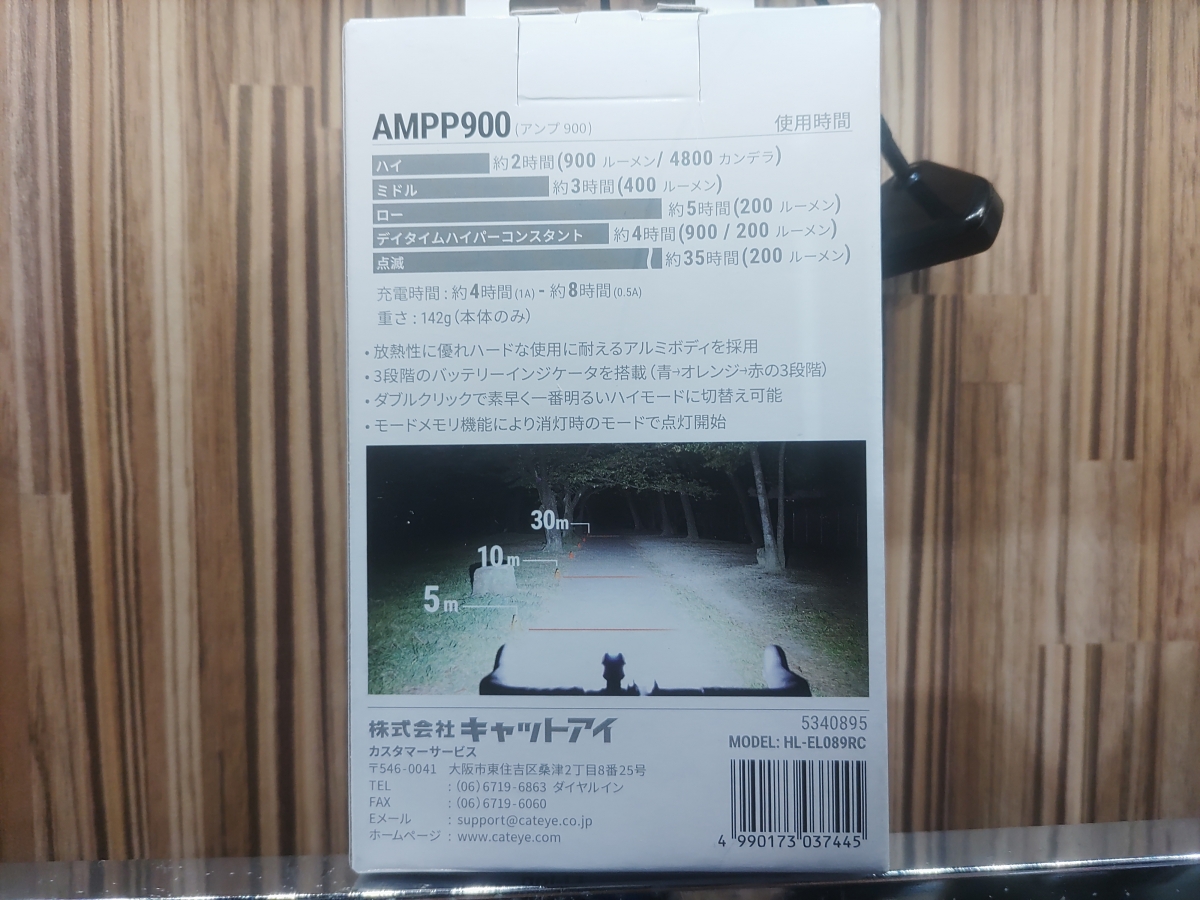 AMPP900 (アンプ 900) 使用時間
ハイ 約2時間(900 ルーメン/ 4800 カンデラ)
ミドル 約3時間(400 ルーメン)
ロー 約5時間(200 ルーメン)
デイタイムハイパーコンスタント 約4時間(900 / 200 ルーメン)
点滅 約35時間(200 ルーメン)
充電時間 : 約4時間(1A) - 約8時間(0.5A)
重さ : 142g(本体のみ)
・放熱性に優れハードな使用に耐えるアルミボディを採用
・3段階のバッテリーインジケータを搭載(青→オレンジ→赤の3段階)
・ダブルクリックで素早く一番明るいハイモードに切替え可能
・モードメモリ機能により消灯時のモードで点灯開始
30m
10m
5m
株式会社 キャットアイ
カスタマーサービス
〒546-0041 大阪市東住吉区桑津2丁目8番25号
TEL : (06)6719-6863 ダイヤルイン
FAX : (06)6719-6060
Eメール : support@cateye.co.jp
ホームページ : www.cateye.com
5340895
MODEL: HL-EL089RC
4 990173 037445